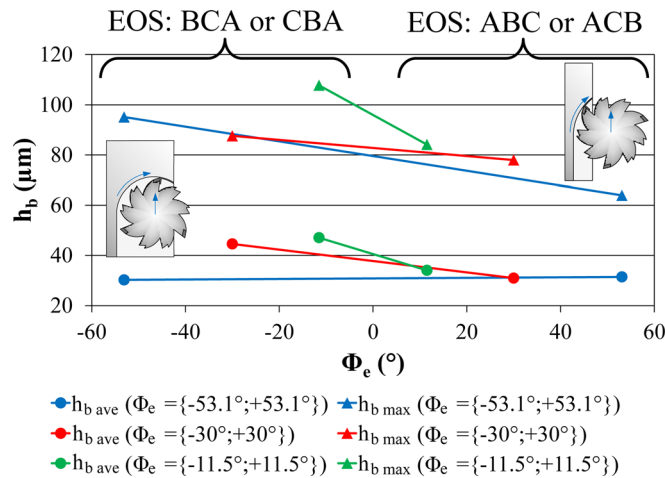 EOS: BCA or CBA EOS: ABC or ACB
120
100
80
60
40
20
h_b (μm)
-60 -40 -20 0 20 40 60
Φ_e (°)
h_b ave (Φ_e ={-53.1°;+53.1°}) h_b max (Φ_e ={-53.1°;+53.1°})
h_b ave (Φ_e ={-30°;+30°}) h_b max (Φ_e ={-30°;+30°})
h_b ave (Φ_e ={-11.5°;+11.5°}) h_b max (Φ_e ={-11.5°;+11.5°})